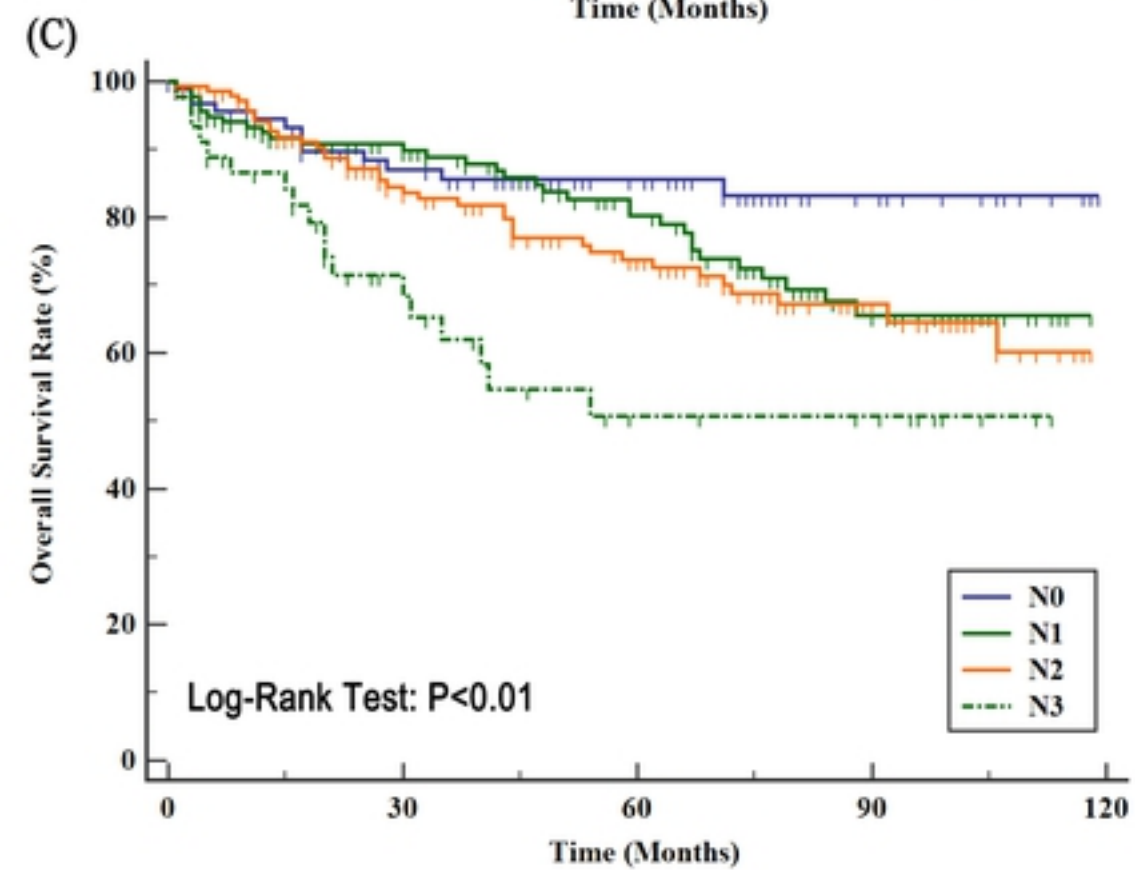 Time (Months)
(C)
100
80
60
40
20
0
Overall Survival Rate (%)
Log-Rank Test: P<0.01
N0
N1
N2
N3
0 30 60 90 120
Time (Months)